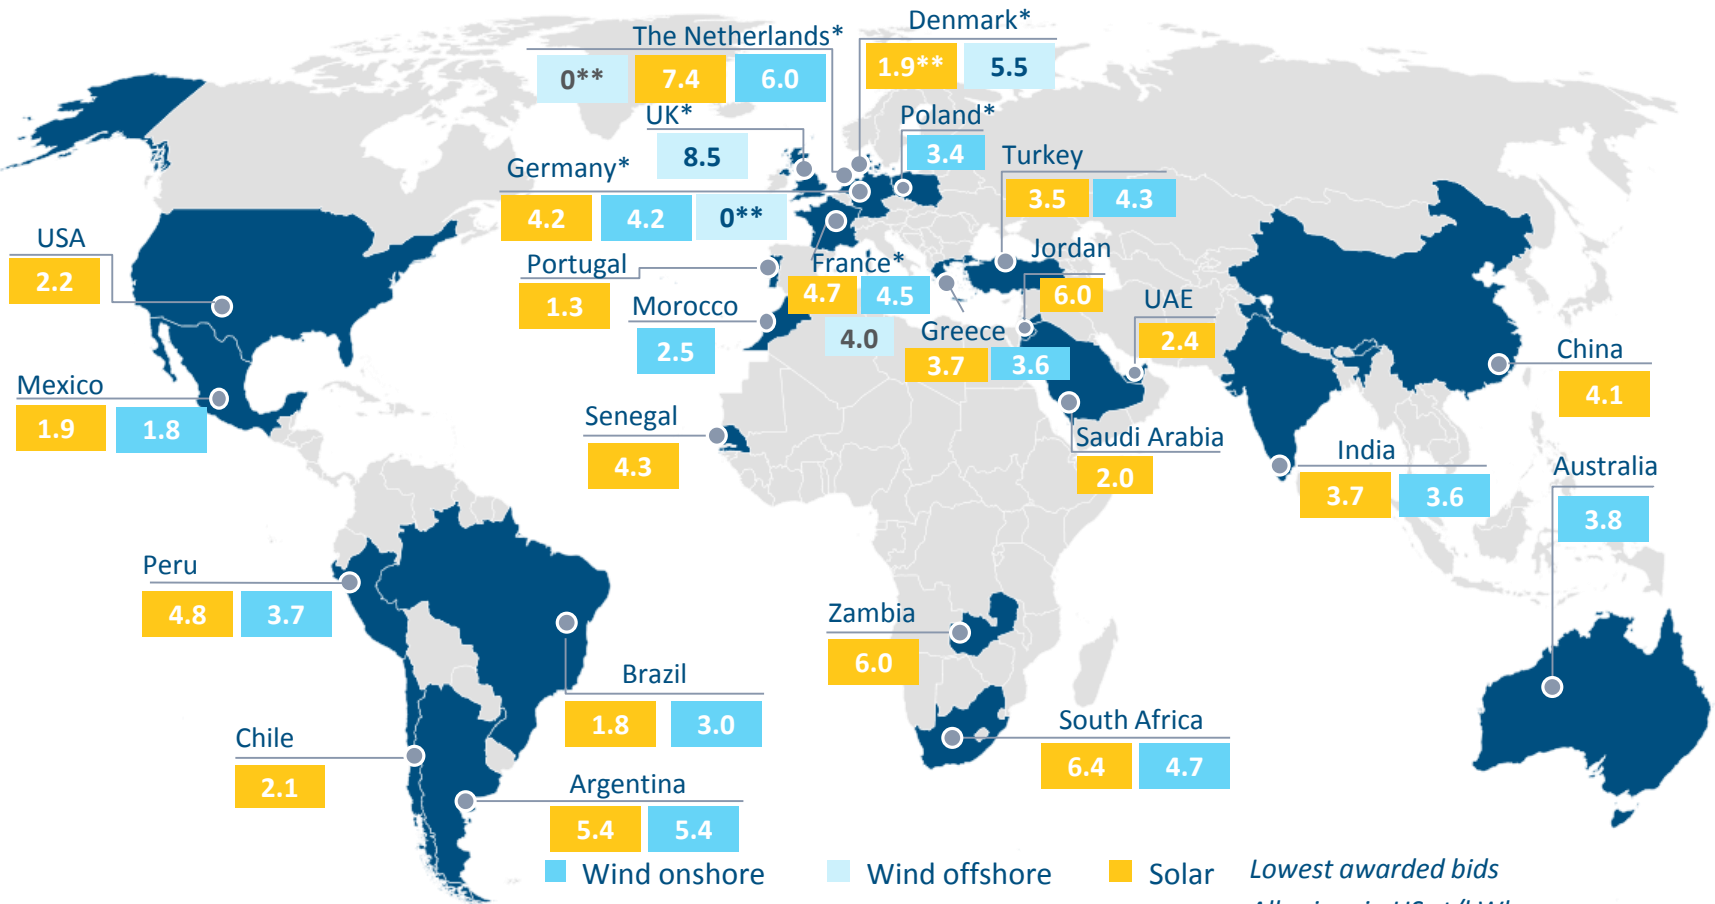 The Netherlands*
0** 7.4 6.0
Denmark*
1.9** 5.5
UK*
8.5
Poland*
3.4
Germany*
4.2 4.2 0**
Turkey
3.5 4.3
USA
2.2
Portugal
1.3
France*
4.7 4.5
4.0
Jordan
6.0
UAE
2.4
Morocco
2.5
Greece
3.7 3.6
China
4.1
Mexico
1.9 1.8
Senegal
4.3
Saudi Arabia
2.0
India
3.7 3.6
Australia
3.8
Peru
4.8 3.7
Zambia
6.0
Brazil
1.8 3.0
South Africa
6.4 4.7
Chile
2.1
Argentina
5.4 5.4
Wind onshore Wind offshore Solar Lowest awarded bids